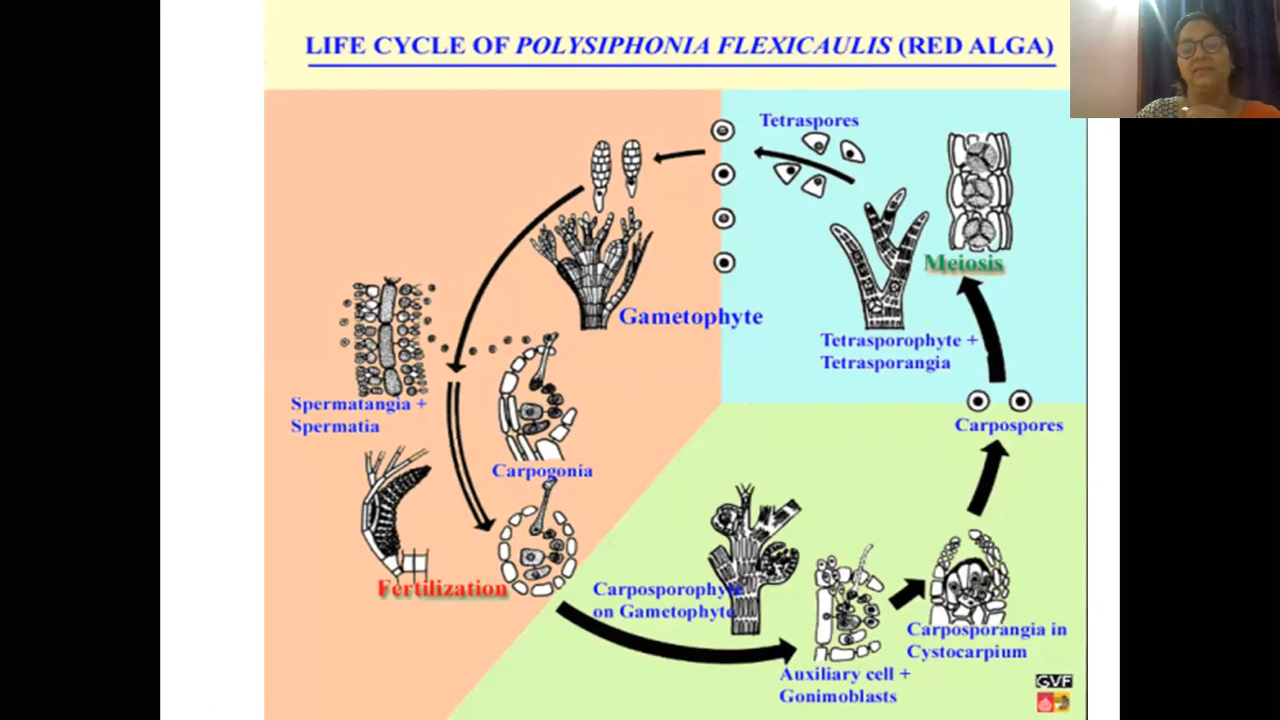 LIFE CYCLE OF POLYSIPHONIA FLEXICAULIS (RED ALGA)
Tetraspores
Meiosis
Gametophyte
Tetrasporophyte +
Tetrasporangia
Spermatangia +
Spermatia
Carpospores
Carpogonia
Fertilization
Carposporophyte
on Gametophyte
Carposporangia in
Cystocarpium
Auxiliary cell +
Gonimoblasts
GVF